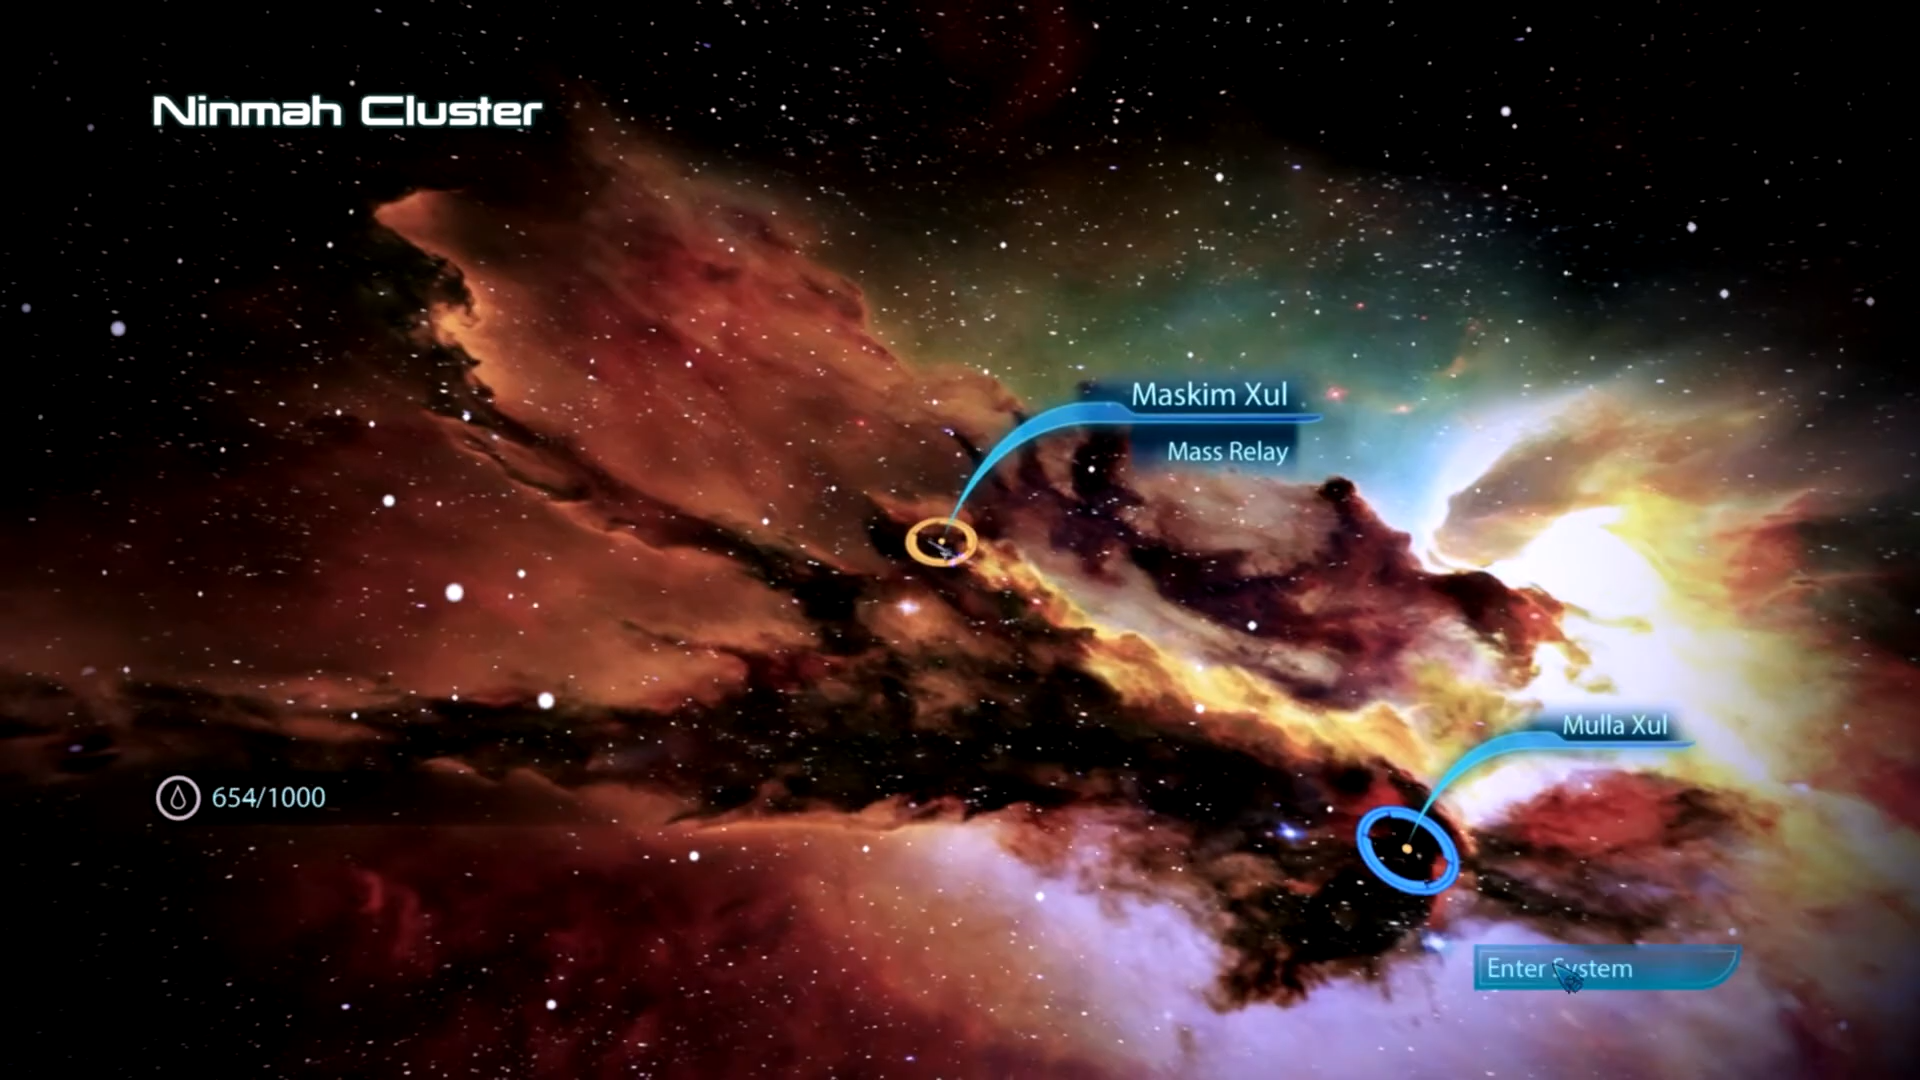 Ninmah Cluster
Maskim Xul
Mass Relay
Mulla Xul
654/1000
Enter System